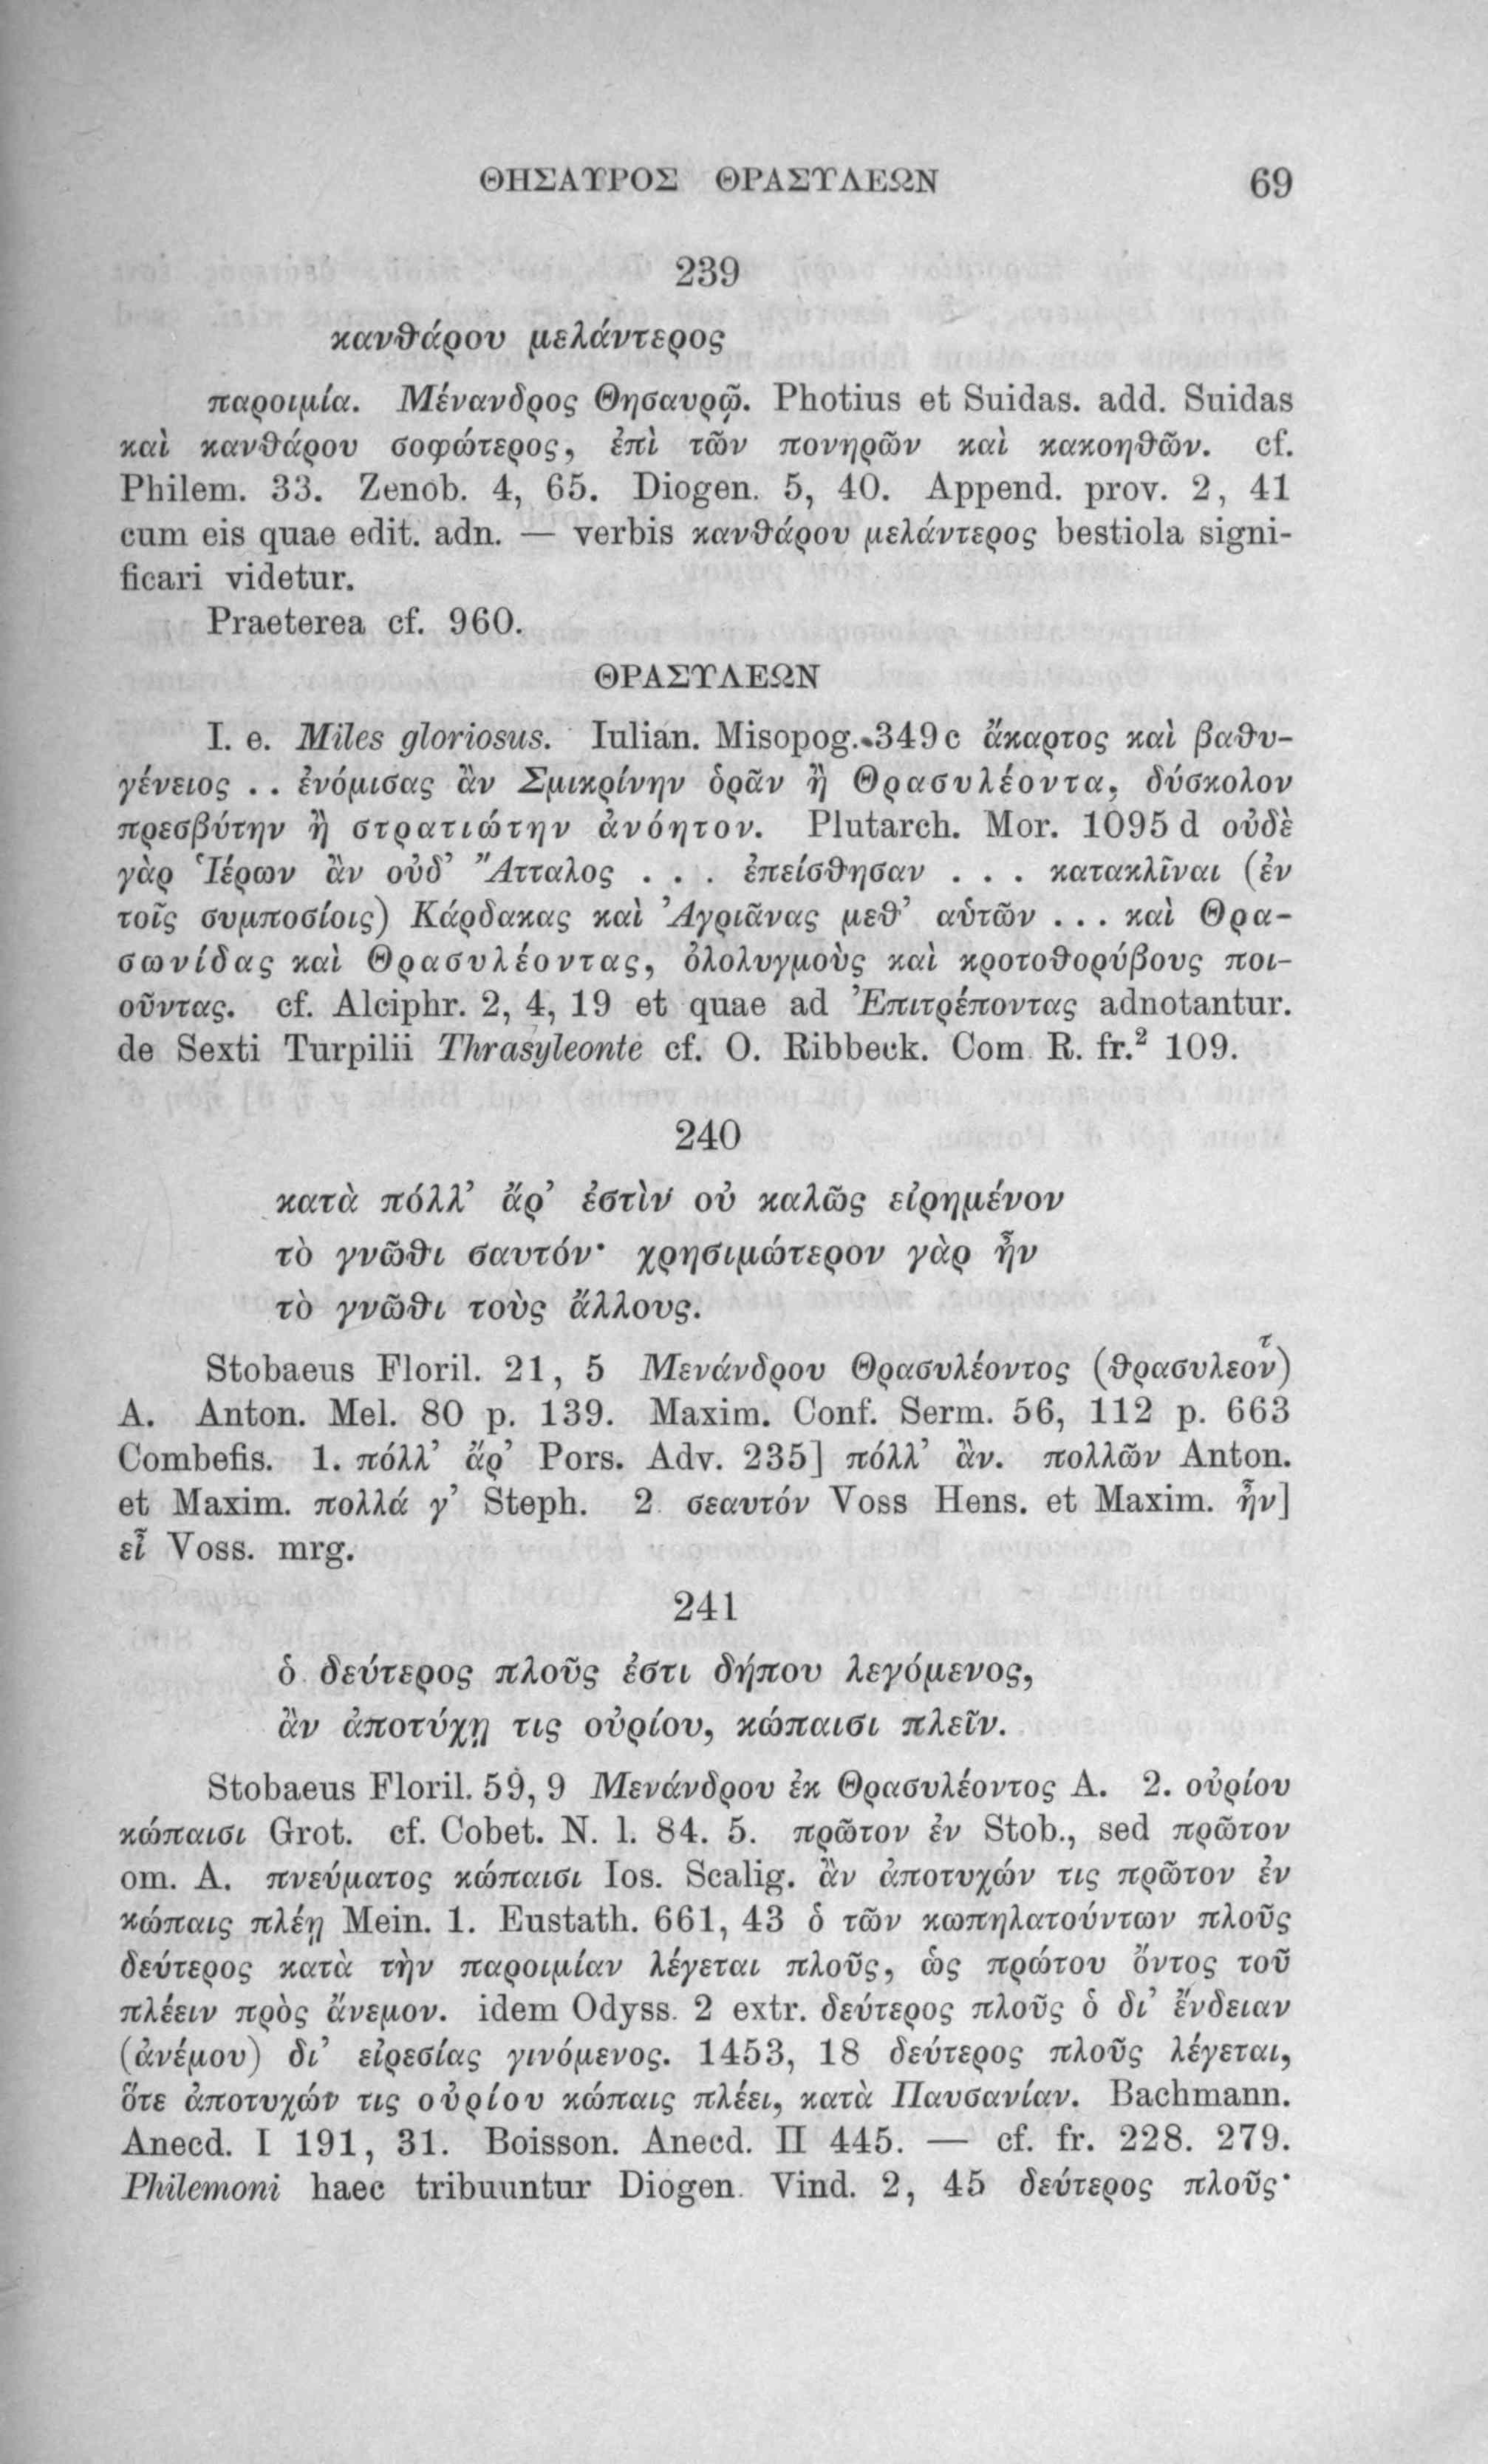 ΘΗΣΑΥΡΟΣ ΘΡΑΣΥΛΕΩΝ 69
239
κανθάρου μελάντερος
παροιμία. Μένανδρος Θησαυρῷ. Photius et Suidas. add. Suidas
καὶ κανθάρου σοφώτερος, ἐπὶ τῶν πονηρῶν καὶ κακοηθῶν. cf.
Philem. 33. Zenob. 4, 65. Diogen. 5, 40. Append. prov. 2, 41
cum eis quae edit. adn. — verbis κανθάρου μελάντερος bestiola signi-
ficari videtur.
Praeterea cf. 960.
ΘΡΑΣΥΛΕΩΝ
I. e. Miles gloriosus. Iulian. Misopog. 349c ἄκαρτος καὶ βαθυ-
γένειος . . ἐνόμισας ἂν Σμικρίνην ὁρᾶν ἢ Θρασυλέοντα, δύσκολον
πρεσβύτην ἢ στρατιώτην ἀνόητον. Plutarch. Mor. 1095 d οὐδὲ
γὰρ Ἱέρων ἂν οὐδ’ Ἄτταλος . . . ἐπείσθησαν . . . κατακλῖναι (ἐν
τοῖς συμποσίοις) Κάρδακας καὶ Ἀγριᾶνας μεθ’ αὑτῶν . . . καὶ Θρα-
σωνίδας καὶ Θρασυλέοντας, ὀλολυγμοὺς καὶ κροτοθορύβους ποι-
οῦντας. cf. Alciphr. 2, 4, 19 et quae ad Ἐπιτρέποντας adnotantur.
de Sexti Turpilii Thrasyleonte cf. O. Ribbeck. Com R. fr.² 109.
240
κατὰ πόλλ’ ἄρ’ ἐστὶν οὐ καλῶς εἰρημένον
τὸ γνῶθι σαυτόν· χρησιμώτερον γὰρ ἦν
τὸ γνῶθι τοὺς ἄλλους.
Stobaeus Floril. 21, 5 Μενάνδρου Θρασυλέοντος (θρασυλεον͂ͭ)
A. Anton. Mel. 80 p. 139. Maxim. Conf. Serm. 56, 112 p. 663
Combefis. 1. πόλλ’ ἄρ’ Pors. Adv. 235] πόλλ’ ἂν. πολλῶν Anton.
et Maxim. πολλά γ’ Steph. 2 σεαυτόν Voss Hens. et Maxim. ἦν]
εἶ Voss. mrg.
241
ὁ δεύτερος πλοῦς ἐστι δήπου λεγόμενος,
ἂν ἀποτύχῃ τις οὐρίου, κώπαισι πλεῖν.
Stobaeus Floril. 59, 9 Μενάνδρου ἐκ Θρασυλέοντος A. 2. οὐρίου
κώπαισι Grot. cf. Cobet. N. l. 84. 5. πρῶτον ἐν Stob., sed πρῶτον
om. A. πνεύματος κώπαισι Ios. Scalig. ἂν ἀποτυχών τις πρῶτον ἐν
κώπαις πλέῃ Mein. 1. Eustath. 661, 43 ὁ τῶν κωπηλατούντων πλοῦς
δεύτερος κατὰ τὴν παροιμίαν λέγεται πλοῦς, ὡς πρώτου ὄντος τοῦ
πλέειν πρὸς ἄνεμον. idem Odyss. 2 extr. δεύτερος πλοῦς ὁ δι’ ἔνδειαν
(ἀνέμου) δι’ εἰρεσίας γινόμενος. 1453, 18 δεύτερος πλοῦς λέγεται,
ὅτε ἀποτυχών τις οὐρίου κώπαις πλέει, κατὰ Παυσανίαν. Bachmann.
Anecd. I 191, 31. Boisson. Anecd. II 445. — cf. fr. 228. 279.
Philemoni haec tribuuntur Diogen. Vind. 2, 45 δεύτερος πλοῦς·